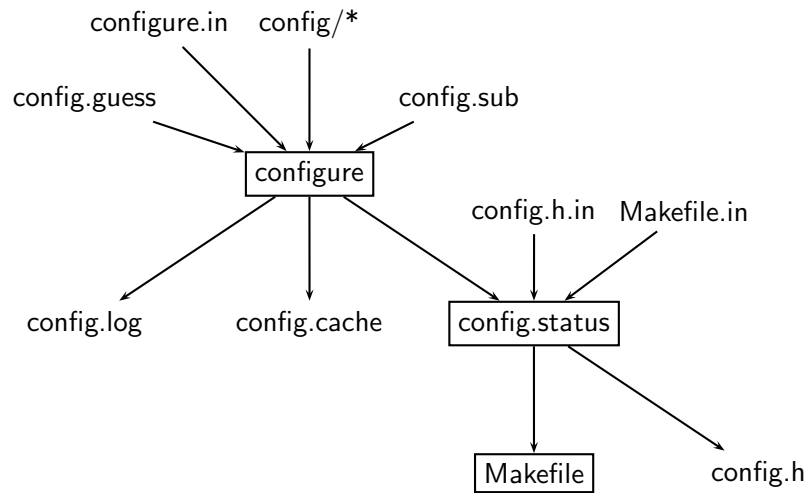 configure.in config/*
config.guess config.sub
configure
config.h.in Makefile.in
config.log config.cache config.status
Makefile config.h